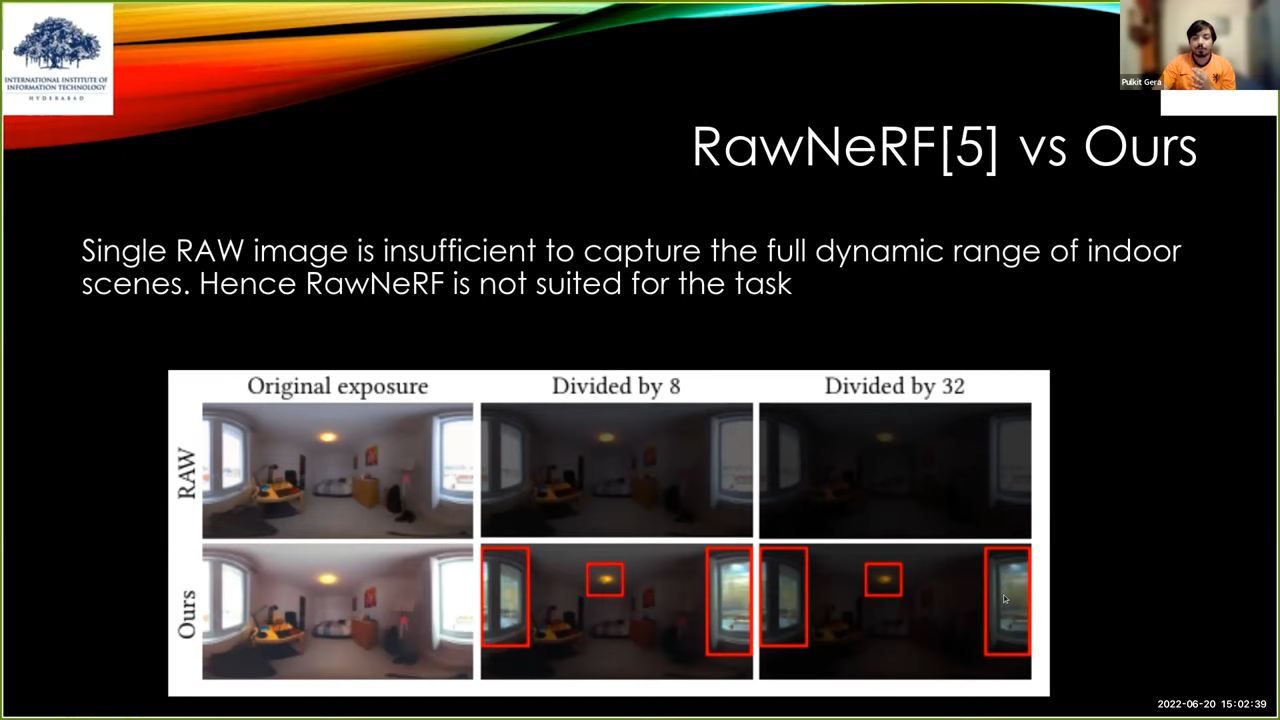 INTERNATIONAL INSTITUTE OF
INFORMATION TECHNOLOGY
HYDERABAD
Pulkit Gera
RawNeRF[5] vs Ours
Single RAW image is insufficient to capture the full dynamic range of indoor
scenes. Hence RawNeRF is not suited for the task
Original exposure
Divided by 8
Divided by 32
RAW
Ours
2022-06-20 15:02:39